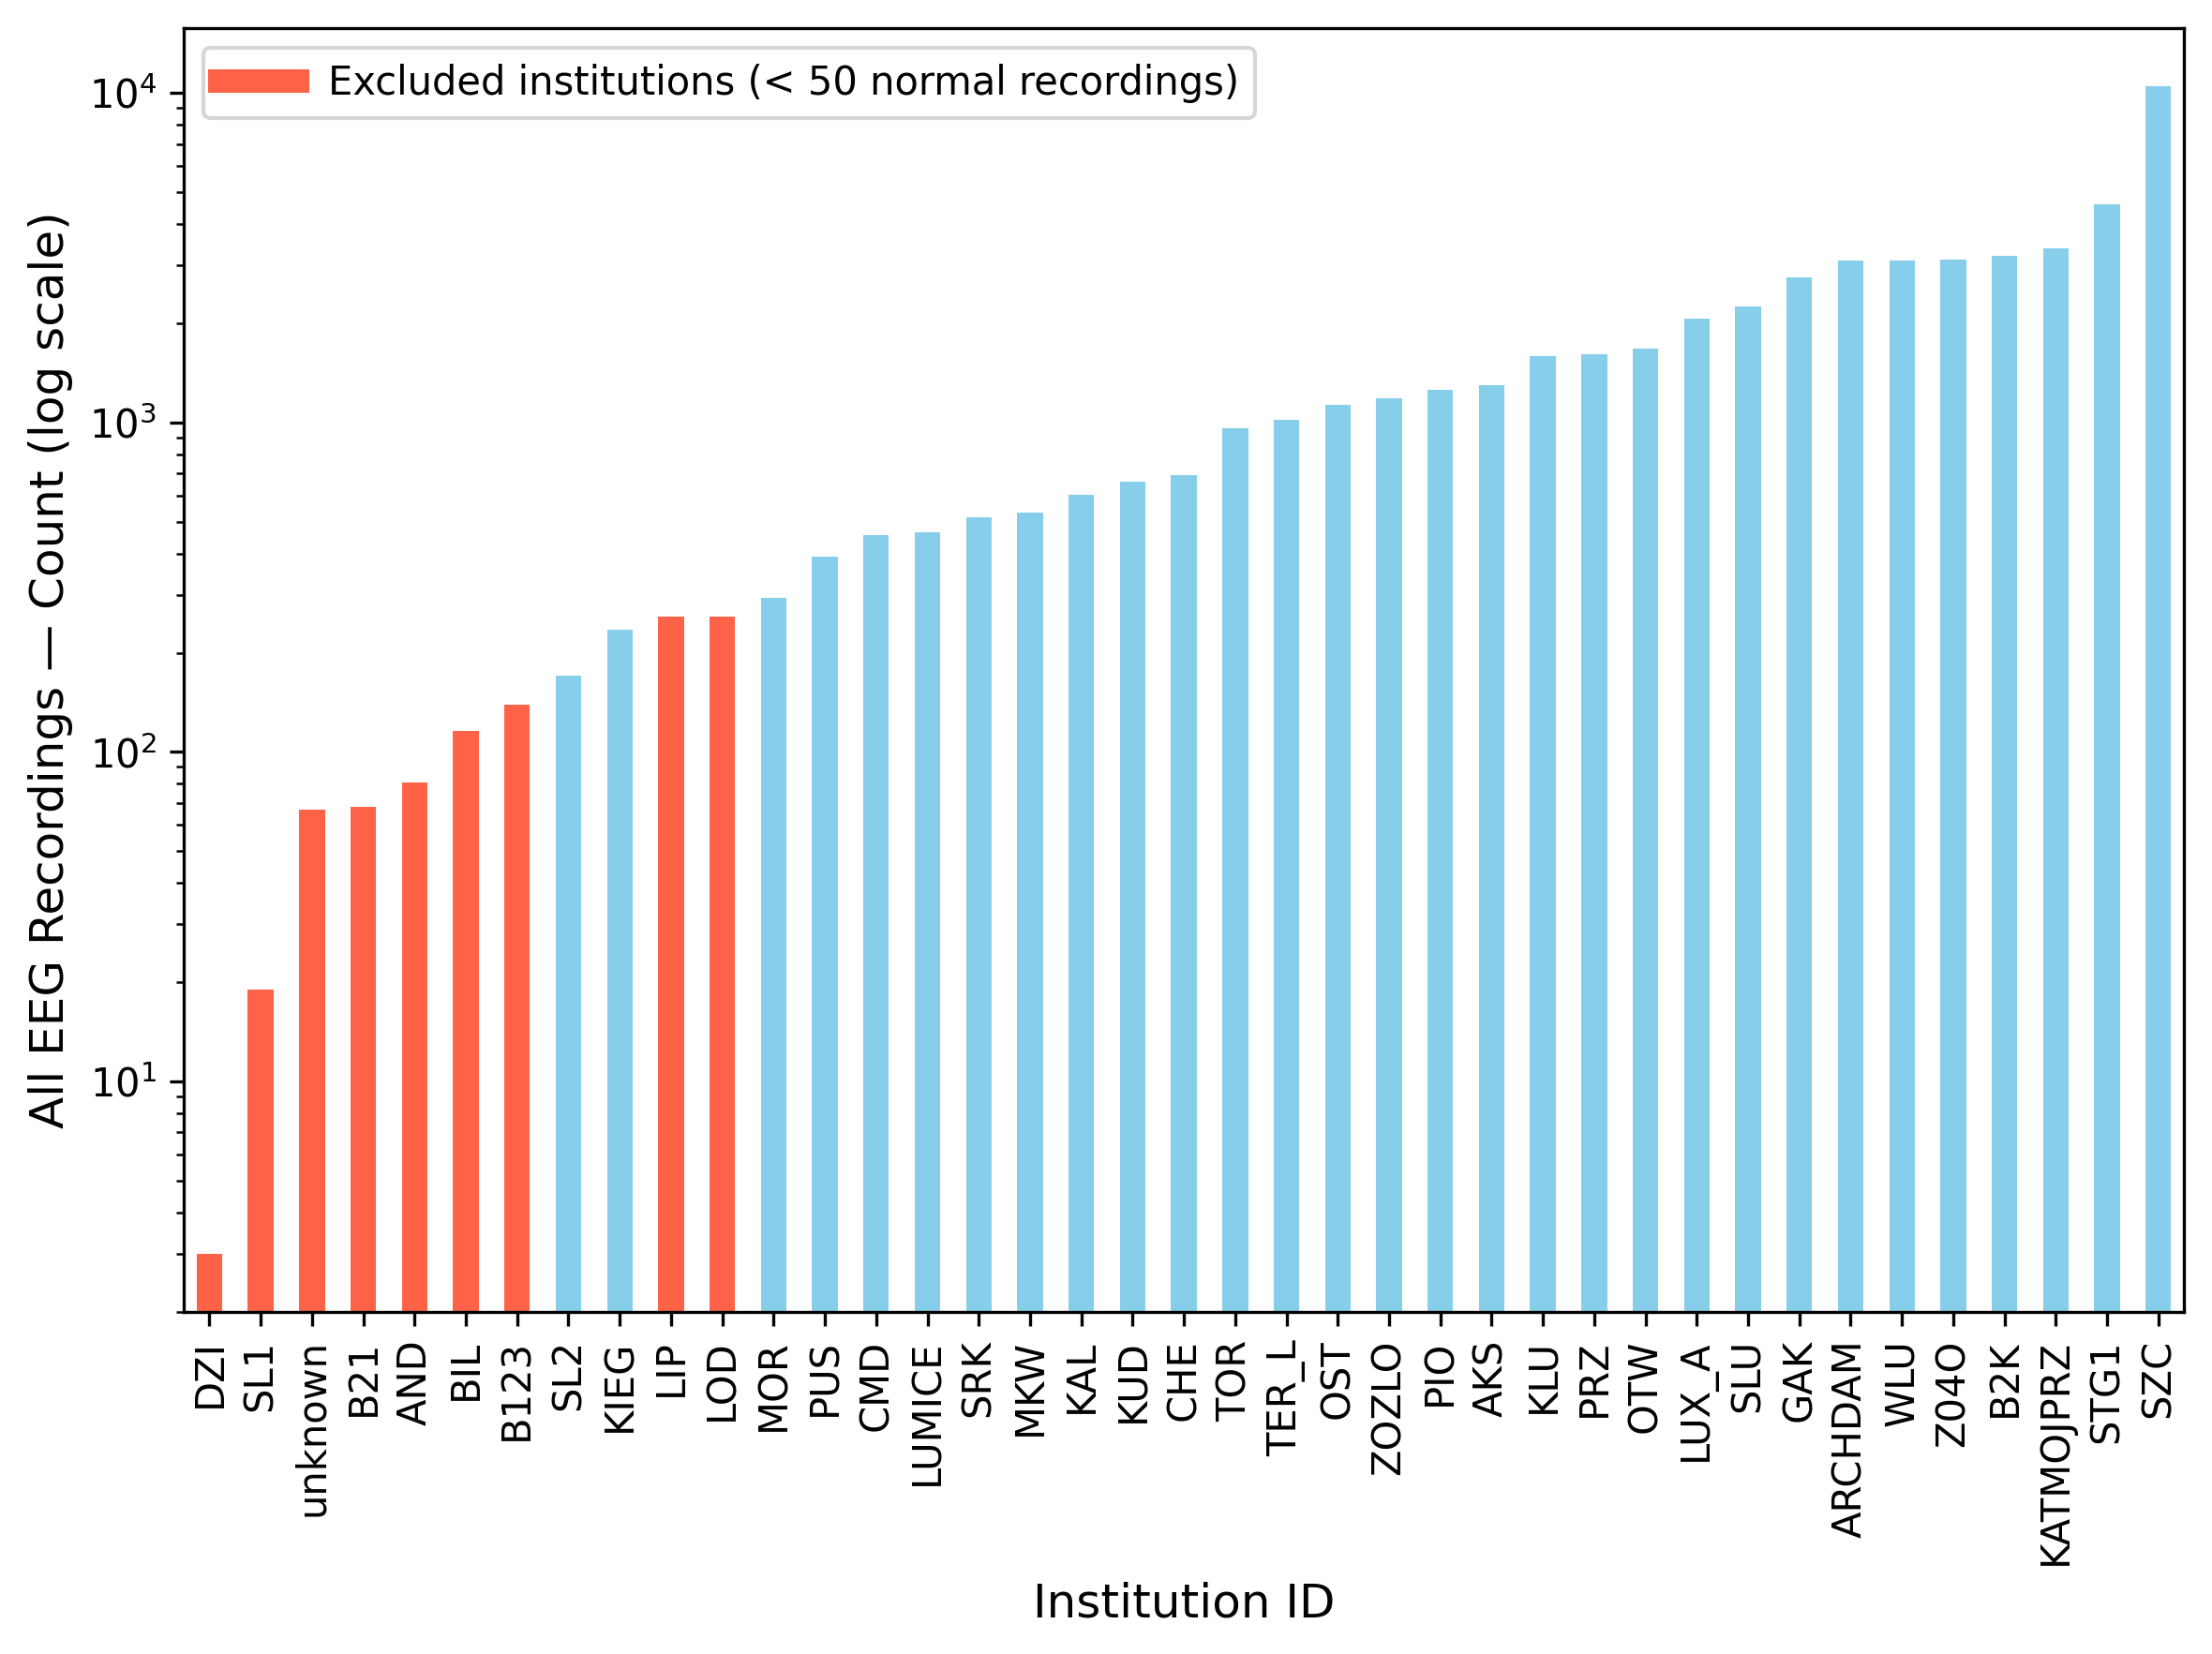 Excluded institutions (< 50 normal recordings)
All EEG Recordings — Count (log scale)
10⁴
10³
10²
10¹
DZI
SL1
unknown
B21
AND
BIL
B123
SL2
KIEG
LIP
LOD
MOR
PUS
CMD
LUMICE
SRK
MKW
KAL
KUD
CHE
TOR
TER_L
OST
ZOZLO
PIO
AKS
KLU
PRZ
OTW
LUX_A
SLU
GAK
ARCHDAM
WLU
Z04O
B2K
KATMOJPRZ
STG1
SZC
Institution ID